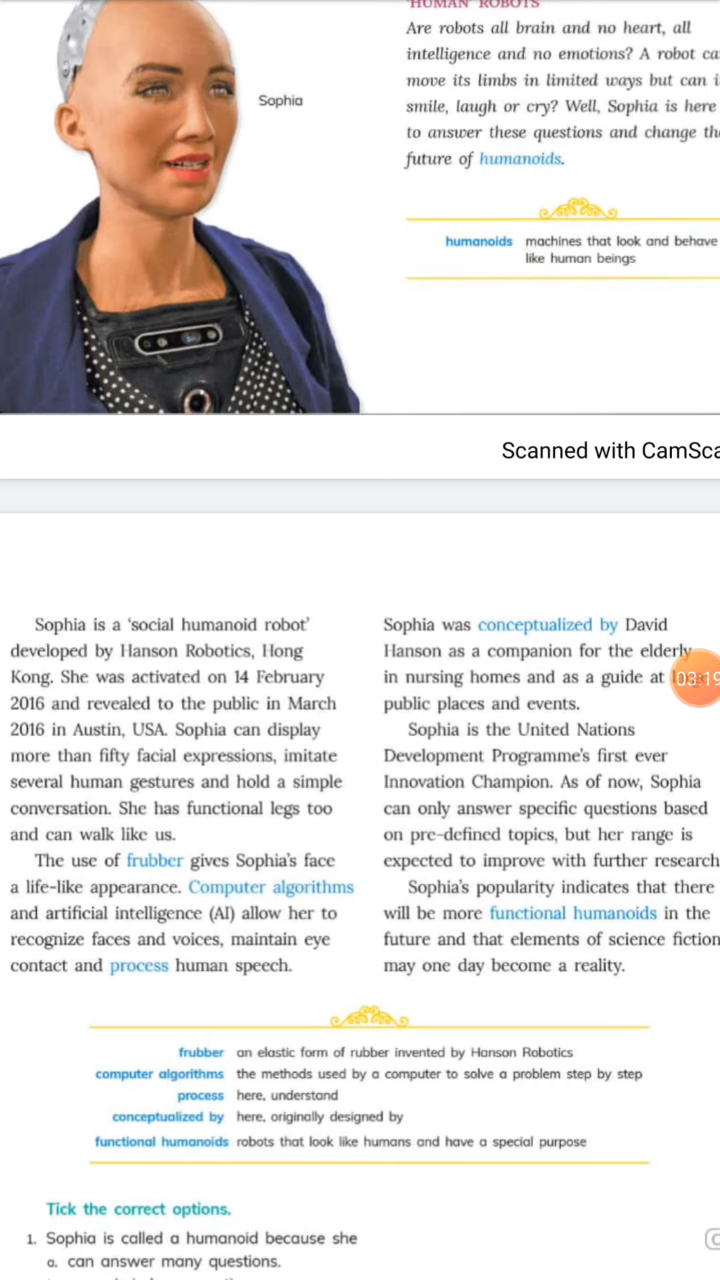 'HUMAN' ROBOTS
Are robots all brain and no heart, all
intelligence and no emotions? A robot
move its limbs in limited ways but can
smile, laugh or cry? Well, Sophia is here
to answer these questions and change
future of humanoids.
Sophia
humanoids machines that look and behave
like human beings
Scanned with
Sophia is a ‘social humanoid robot’
developed by Hanson Robotics, Hong
Kong. She was activated on 14 February
2016 and revealed to the public in March
2016 in Austin, USA. Sophia can display
more than fifty facial expressions, imitate
several human gestures and hold a simple
conversation. She has functional legs too
and can walk like us.
The use of frubber gives Sophia’s face
a life-like appearance. Computer algorithms
and artificial intelligence (AI) allow her to
recognize faces and voices, maintain eye
contact and process human speech.
Sophia was conceptualized by David
Hanson as a companion for the elderly
in nursing homes and as a guide at
03:19
public places and events.
Sophia is the United Nations
Development Programme’s first ever
Innovation Champion. As of now, Sophia
can only answer specific questions based
on pre-defined topics, but her range is
expected to improve with further research
Sophia’s popularity indicates that there
will be more functional humanoids in the
future and that elements of science fiction
may one day become a reality.
frubber an elastic form of rubber invented by Hanson Robotics
computer algorithms the methods used by a computer to solve a problem step by step
process here, understand
conceptualized by here, originally designed by
functional humanoids robots that look like humans and have a special purpose
Tick the correct options.
1. Sophia is called a humanoid because she
a. can answer many questions.